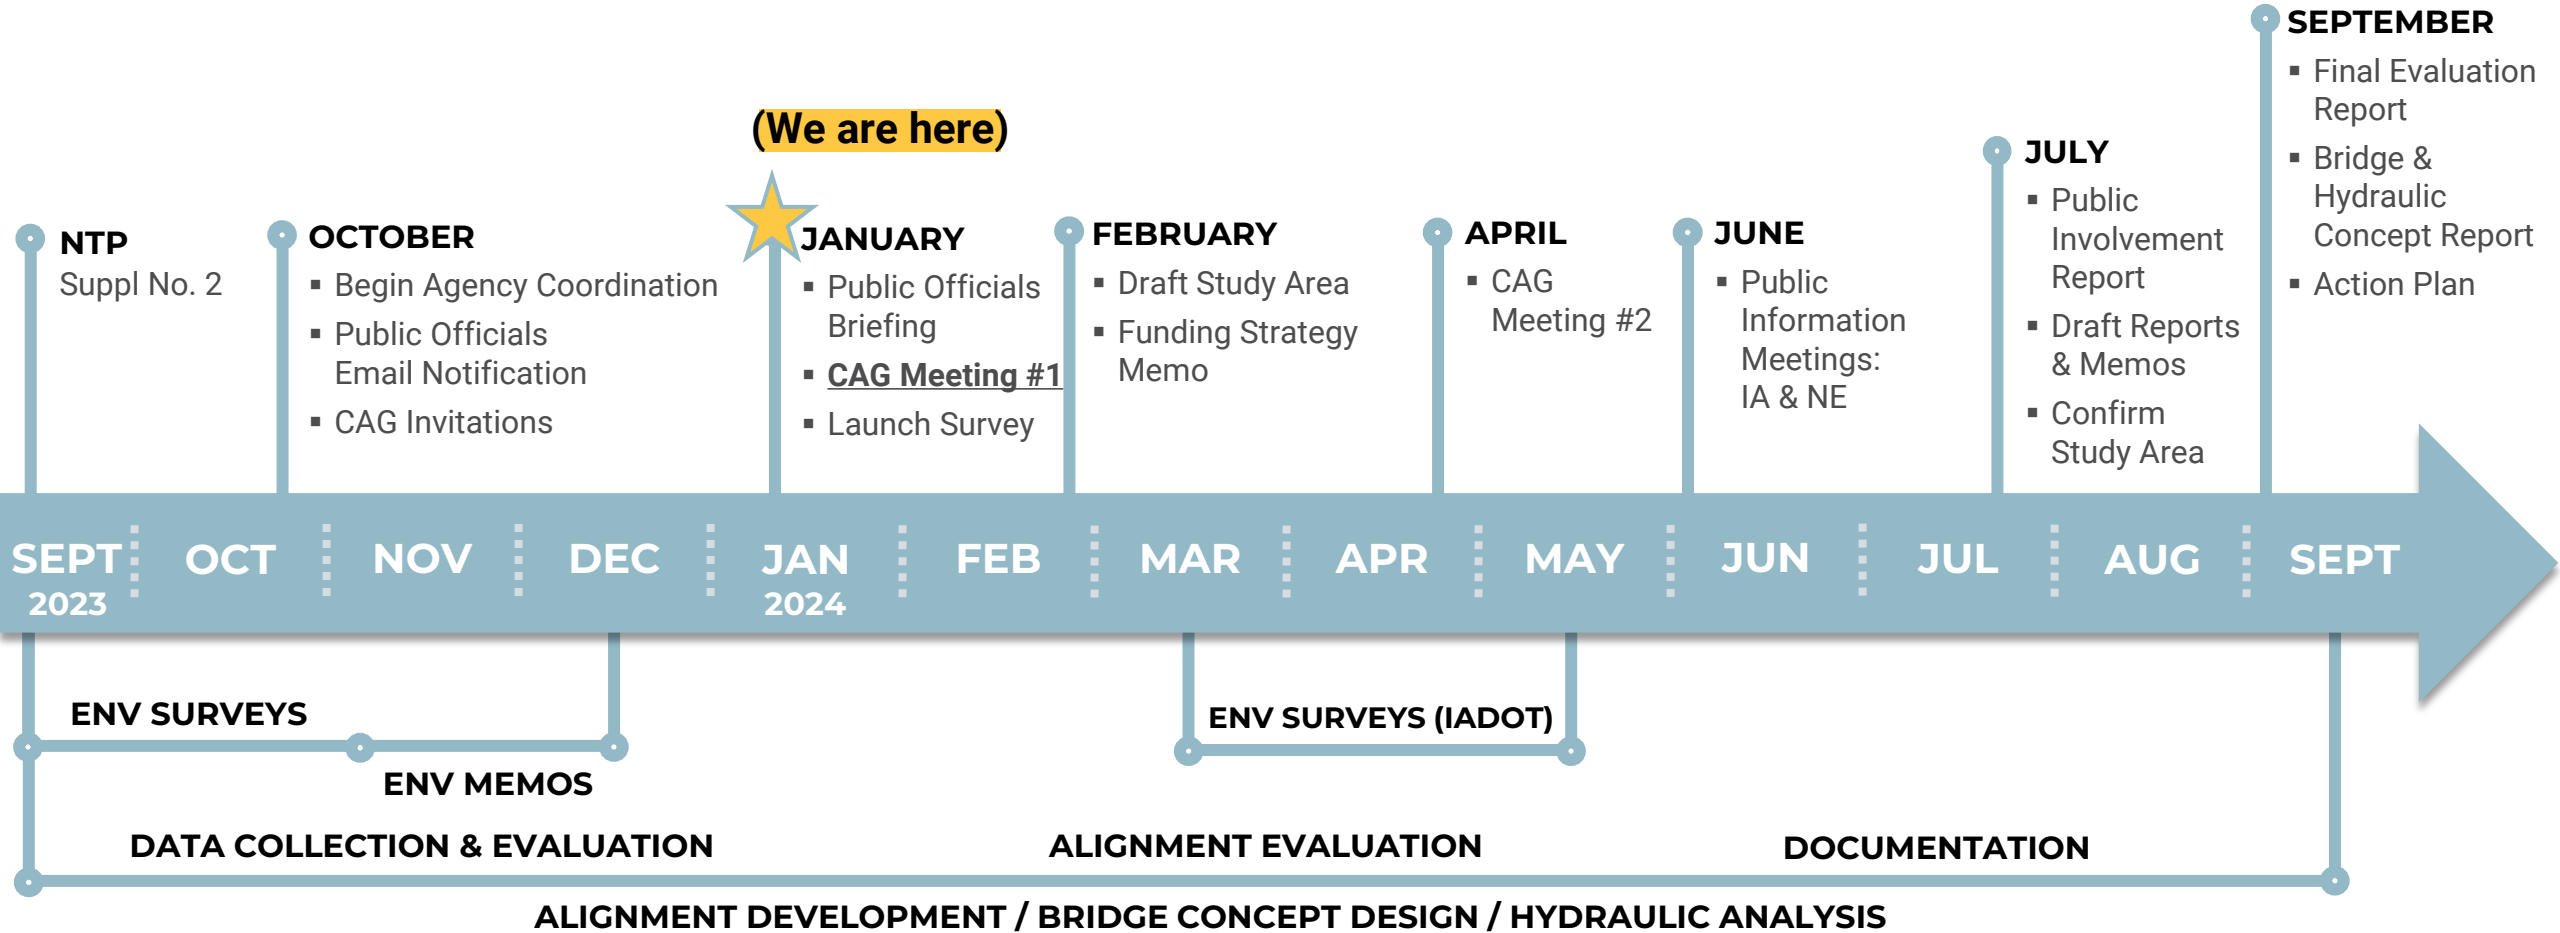 (We are here)
NTP
Suppl No. 2
OCTOBER
▪ Begin Agency Coordination
▪ Public Officials
Email Notification
▪ CAG Invitations
JANUARY
▪ Public Officials
Briefing
▪ CAG Meeting #1
▪ Launch Survey
FEBRUARY
▪ Draft Study Area
▪ Funding Strategy
Memo
APRIL
▪ CAG
Meeting #2
JUNE
▪ Public
Information
Meetings:
IA & NE
JULY
▪ Public
Involvement
Report
▪ Draft Reports
& Memos
▪ Confirm
Study Area
SEPTEMBER
▪ Final Evaluation
Report
▪ Bridge &
Hydraulic
Concept Report
▪ Action Plan
SEPT
2023
OCT
NOV
DEC
JAN
2024
FEB
MAR
APR
MAY
JUN
JUL
AUG
SEPT
ENV SURVEYS
ENV MEMOS
ENV SURVEYS (IADOT)
DATA COLLECTION & EVALUATION
ALIGNMENT EVALUATION
DOCUMENTATION
ALIGNMENT DEVELOPMENT / BRIDGE CONCEPT DESIGN / HYDRAULIC ANALYSIS